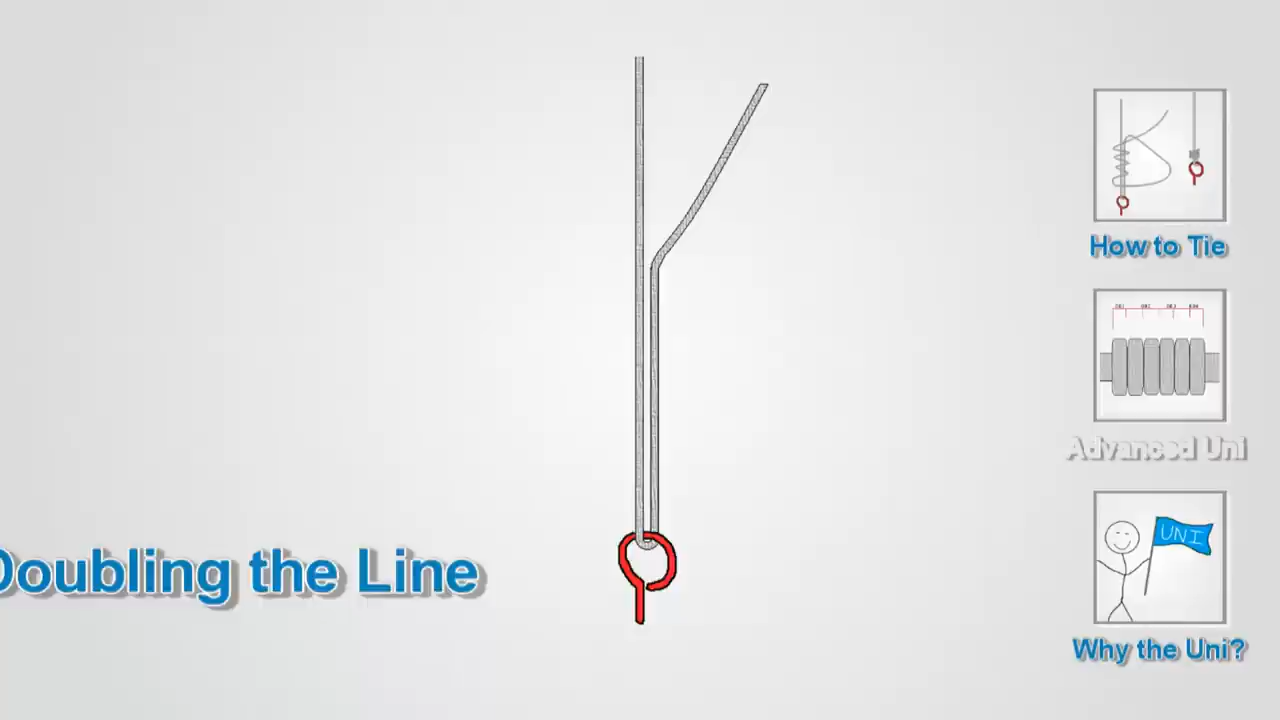 Doubling the Line
How to Tie
Advanced Uni
UNI
Why the Uni?